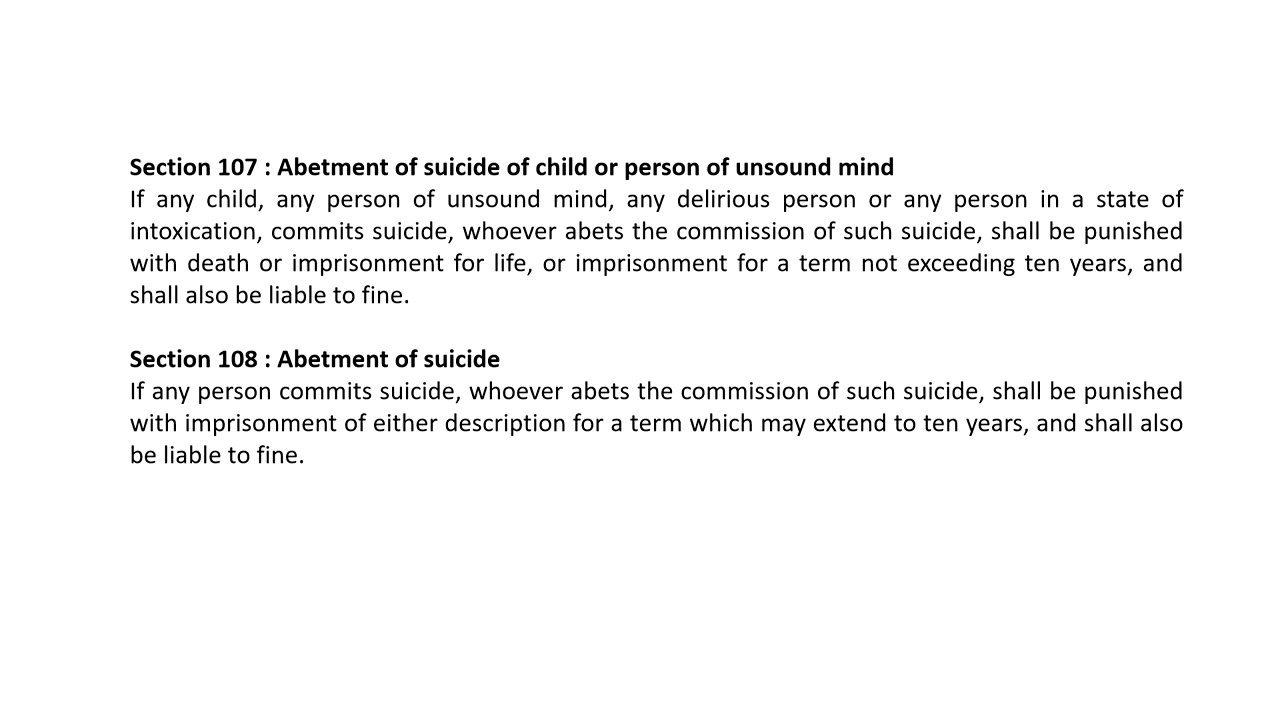 Section 107 : Abetment of suicide of child or person of unsound mind
If any child, any person of unsound mind, any delirious person or any person in a state of
intoxication, commits suicide, whoever abets the commission of such suicide, shall be punished
with death or imprisonment for life, or imprisonment for a term not exceeding ten years, and
shall also be liable to fine.
Section 108 : Abetment of suicide
If any person commits suicide, whoever abets the commission of such suicide, shall be punished
with imprisonment of either description for a term which may extend to ten years, and shall also
be liable to fine.